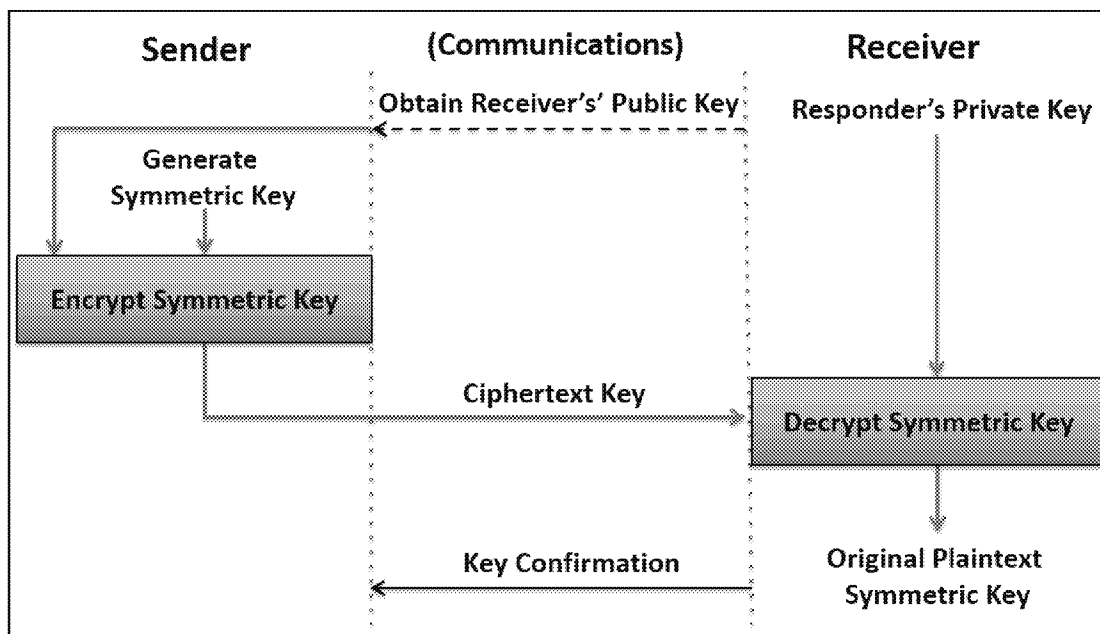 Sender
(Communications)
Receiver
Obtain Receiver's' Public Key
Responder's Private Key
Generate
Symmetric Key
Encrypt Symmetric Key
Ciphertext Key
Decrypt Symmetric Key
Key Confirmation
Original Plaintext
Symmetric Key